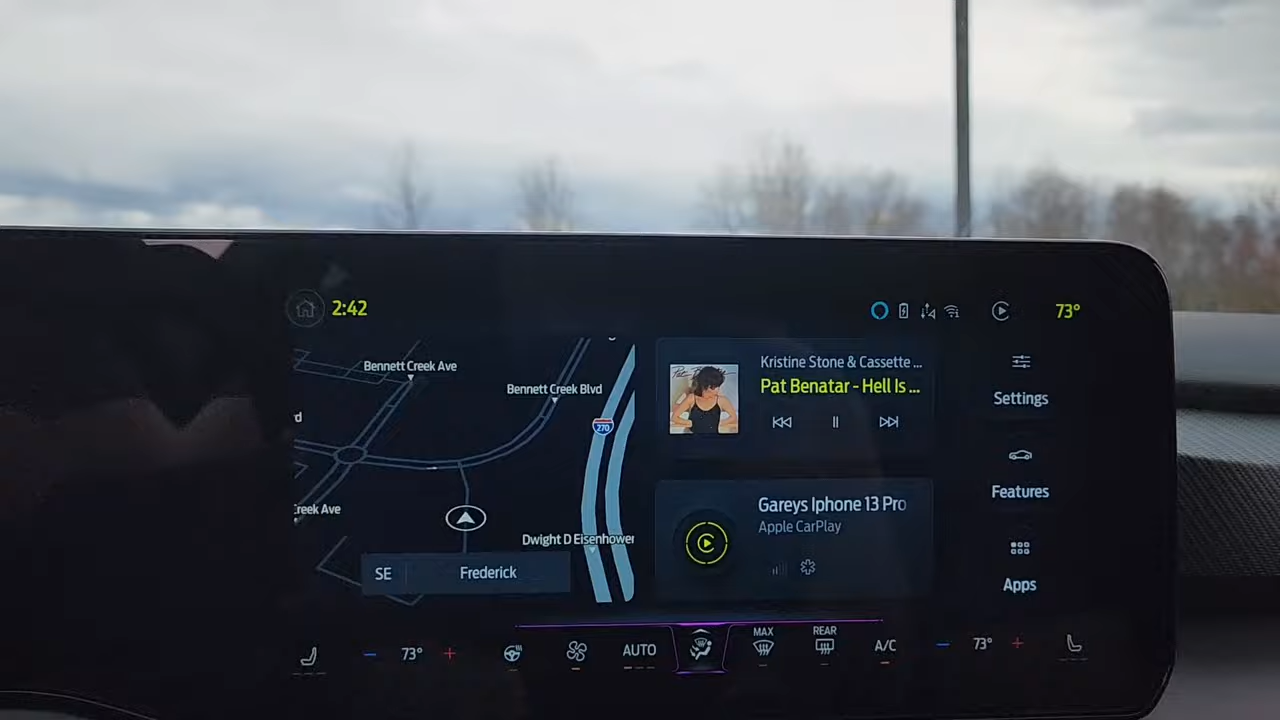 2:42
73°
Bennett Creek Ave
Bennett Creek Blvd
rd
270
reek Ave
Dwight D Eisenhower
SE
Frederick
Kristine Stone & Cassette ...
Pat Benatar - Hell Is ...
Gareys Iphone 13 Pro
Apple CarPlay
Settings
Features
Apps
73°
AUTO
MAX
REAR
A/C
73°